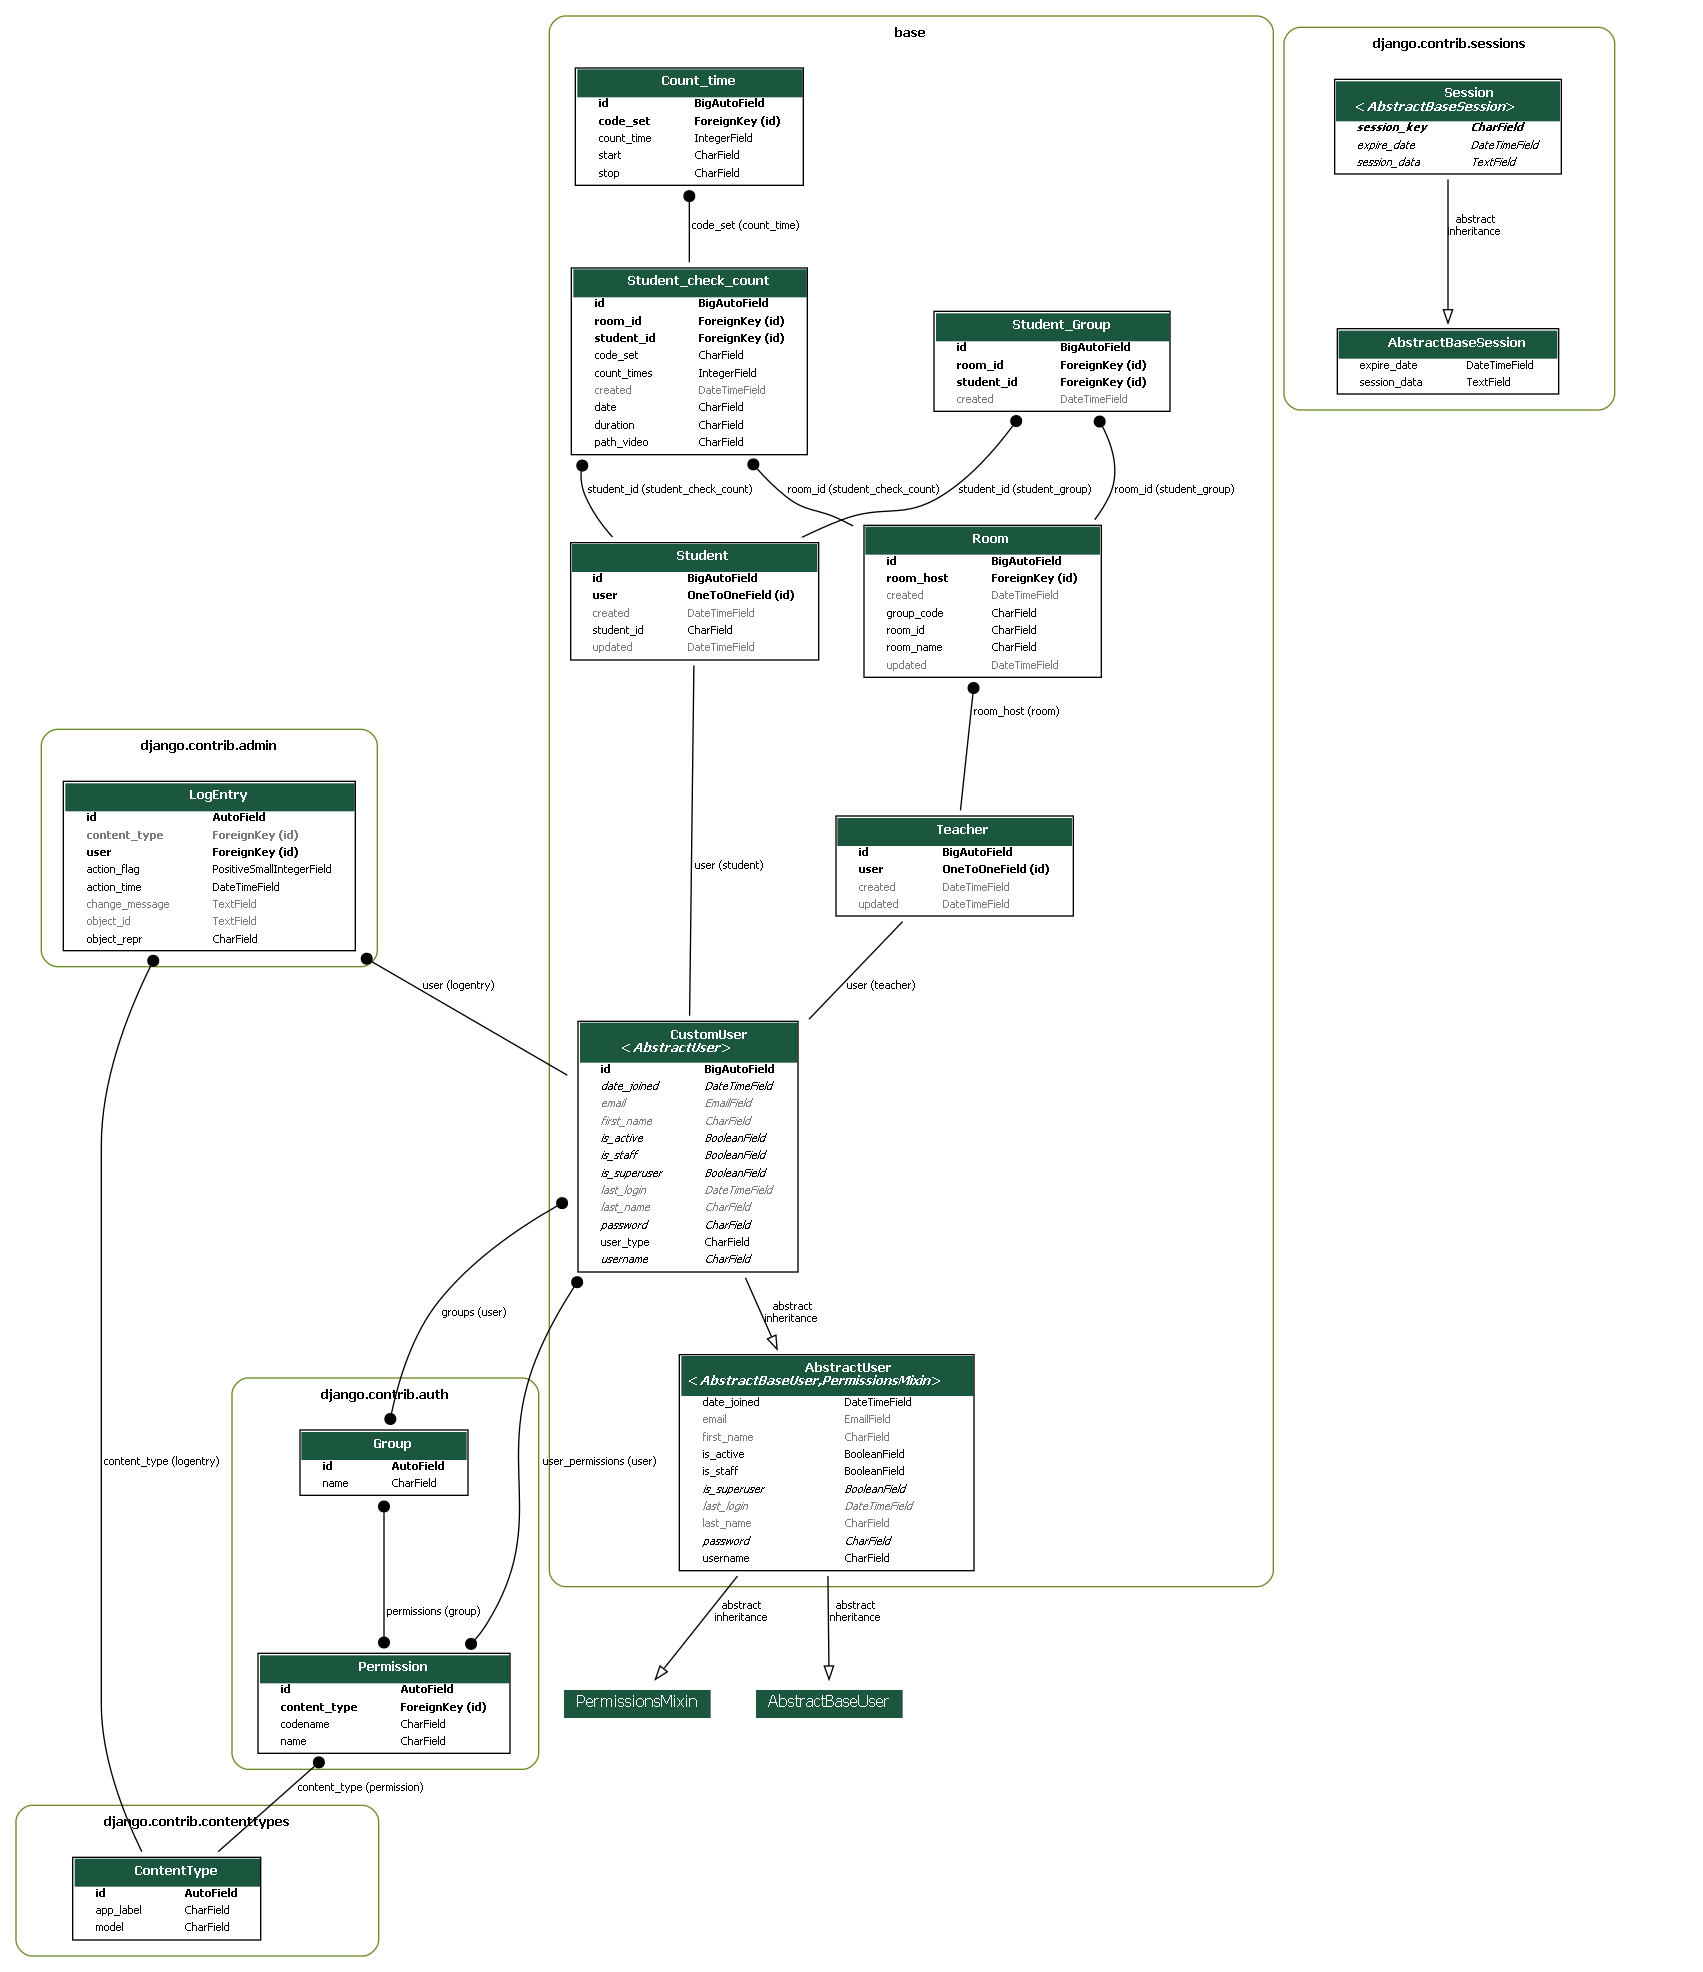 base
Count_time
id BigAutoField
code_set ForeignKey (id)
count_time IntegerField
start CharField
stop CharField
code_set (count_time)
Student_check_count
id BigAutoField
room_id ForeignKey (id)
student_id ForeignKey (id)
code_set CharField
count_times IntegerField
created DateTimeField
date CharField
duration CharField
path_video CharField
Student_Group
id BigAutoField
room_id ForeignKey (id)
student_id ForeignKey (id)
created DateTimeField
student_id (student_check_count)
room_id (student_check_count)
student_id (student_group)
room_id (student_group)
Student
id BigAutoField
user OneToOneField (id)
created DateTimeField
student_id CharField
updated DateTimeField
Room
id BigAutoField
room_host ForeignKey (id)
created DateTimeField
group_code CharField
room_id CharField
room_name CharField
updated DateTimeField
room_host (room)
Teacher
id BigAutoField
user OneToOneField (id)
created DateTimeField
updated DateTimeField
user (student)
user (teacher)
CustomUser
<AbstractUser>
id BigAutoField
date_joined DateTimeField
email EmailField
first_name CharField
is_active BooleanField
is_staff BooleanField
is_superuser BooleanField
last_login DateTimeField
last_name CharField
password CharField
user_type CharField
username CharField
abstract
inheritance
AbstractUser
<AbstractBaseUser,PermissionsMixin>
date_joined DateTimeField
email EmailField
first_name CharField
is_active BooleanField
is_staff BooleanField
is_superuser BooleanField
last_login DateTimeField
last_name CharField
password CharField
username CharField
abstract
inheritance
abstract
inheritance
PermissionsMixin
AbstractBaseUser
django.contrib.sessions
Session
<AbstractBaseSession>
session_key CharField
expire_date DateTimeField
session_data TextField
abstract
inheritance
AbstractBaseSession
expire_date DateTimeField
session_data TextField
django.contrib.admin
LogEntry
id AutoField
content_type ForeignKey (id)
user ForeignKey (id)
action_flag PositiveSmallIntegerField
action_time DateTimeField
change_message TextField
object_id TextField
object_repr CharField
user (logentry)
groups (user)
content_type (logentry)
user_permissions (user)
django.contrib.auth
Group
id AutoField
name CharField
permissions (group)
Permission
id AutoField
content_type ForeignKey (id)
codename CharField
name CharField
content_type (permission)
django.contrib.contenttypes
ContentType
id AutoField
app_label CharField
model CharField